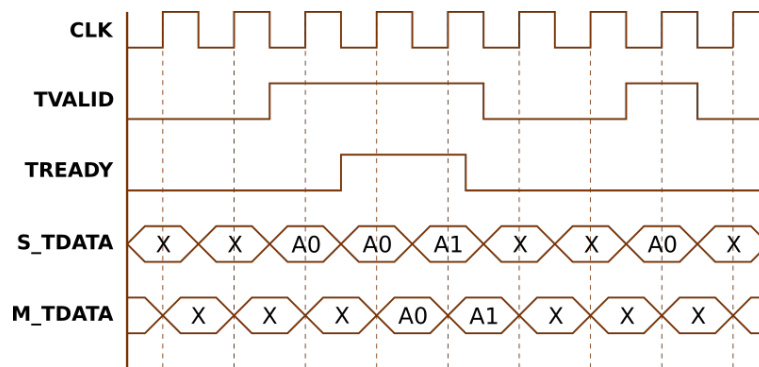 CLK
TVALID
TREADY
S_TDATA X X A0 A0 A1 X X A0 X
M_TDATA X X X A0 A1 X X X